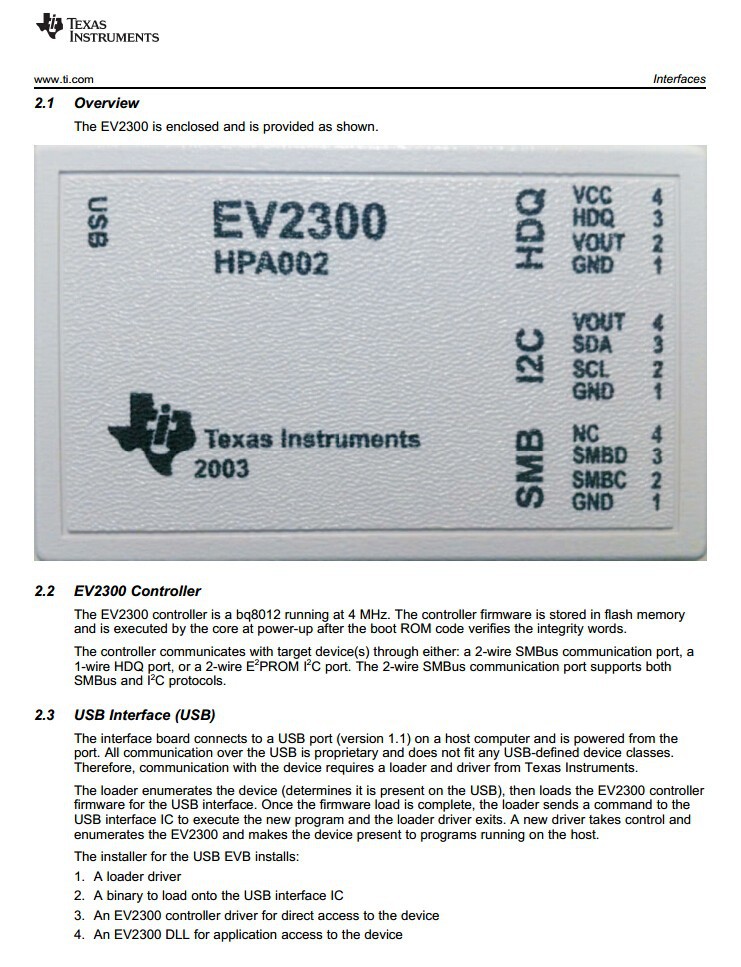 TEXAS
INSTRUMENTS
www.ti.com Interfaces
2.1 Overview
The EV2300 is enclosed and is provided as shown.
USB
EV2300
HPA002
HDQ
VCC 4
HDQ 3
VOUT 2
GND 1
I2C
VOUT 4
SDA 3
SCL 2
GND 1
Texas Instruments
2003
SMB
NC 4
SMBD 3
SMBC 2
GND 1
2.2 EV2300 Controller
The EV2300 controller is a bq8012 running at 4 MHz. The controller firmware is stored in flash memory
and is executed by the core at power-up after the boot ROM code verifies the integrity words.
The controller communicates with target device(s) through either: a 2-wire SMBus communication port, a
1-wire HDQ port, or a 2-wire E²PROM I²C port. The 2-wire SMBus communication port supports both
SMBus and I²C protocols.
2.3 USB Interface (USB)
The interface board connects to a USB port (version 1.1) on a host computer and is powered from the
port. All communication over the USB is proprietary and does not fit any USB-defined device classes.
Therefore, communication with the device requires a loader and driver from Texas Instruments.
The loader enumerates the device (determines it is present on the USB), then loads the EV2300 controller
firmware for the USB interface. Once the firmware load is complete, the loader sends a command to the
USB interface IC to execute the new program and the loader driver exits. A new driver takes control and
enumerates the EV2300 and makes the device present to programs running on the host.
The installer for the USB EVB installs:
1. A loader driver
2. A binary to load onto the USB interface IC
3. An EV2300 controller driver for direct access to the device
4. An EV2300 DLL for application access to the device